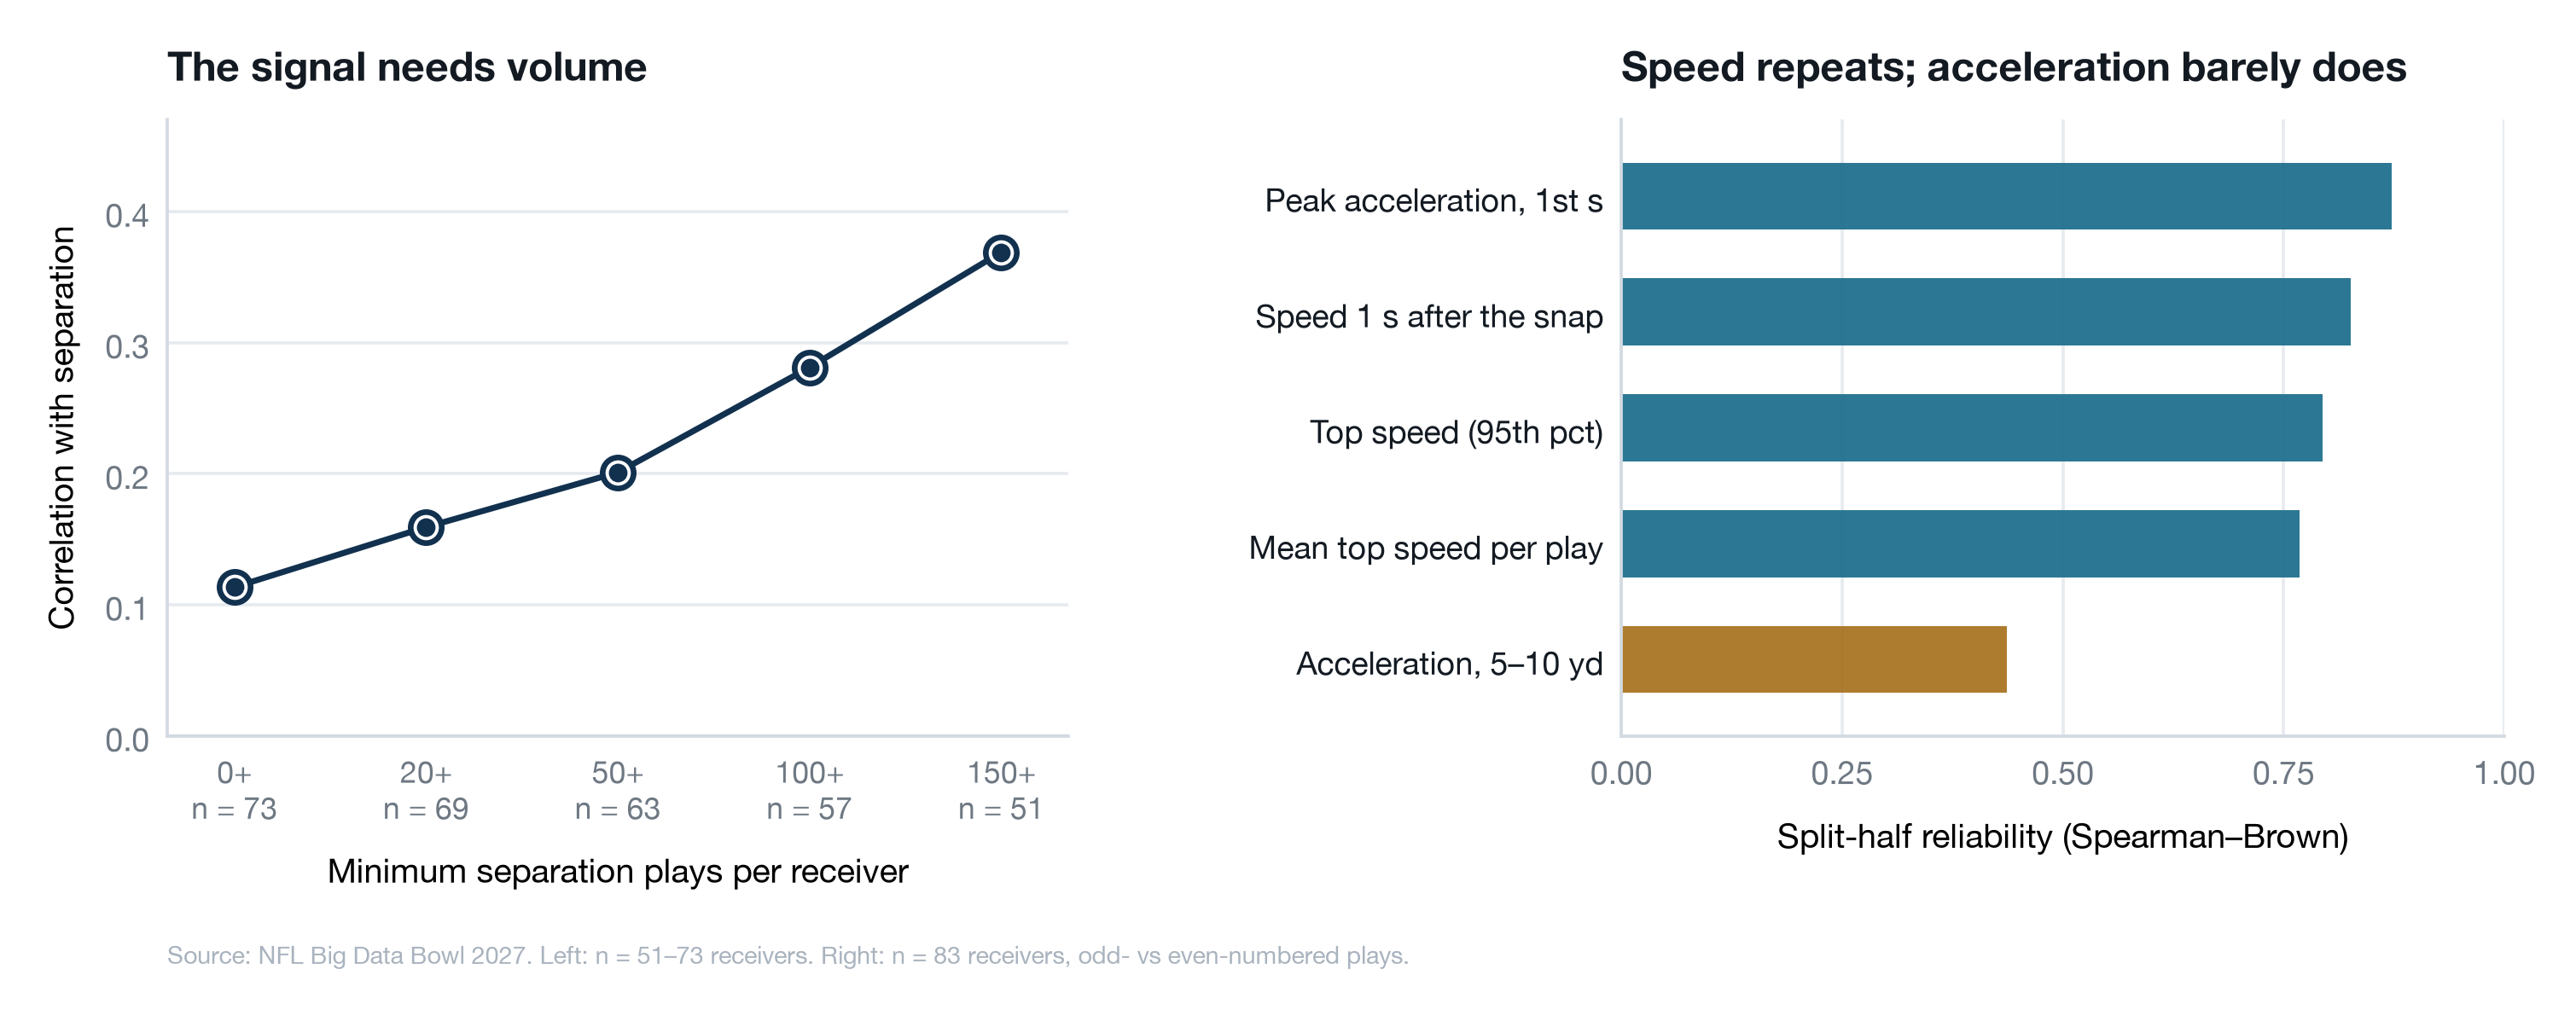 The signal needs volume
Correlation with separation
0.4
0.3
0.2
0.1
0.0
0+
n = 73
20+
n = 69
50+
n = 63
100+
n = 57
150+
n = 51
Minimum separation plays per receiver
Speed repeats; acceleration barely does
Peak acceleration, 1st s
Speed 1 s after the snap
Top speed (95th pct)
Mean top speed per play
Acceleration, 5–10 yd
0.00
0.25
0.50
0.75
1.00
Split-half reliability (Spearman–Brown)
Source: NFL Big Data Bowl 2027. Left: n = 51–73 receivers. Right: n = 83 receivers, odd- vs even-numbered plays.